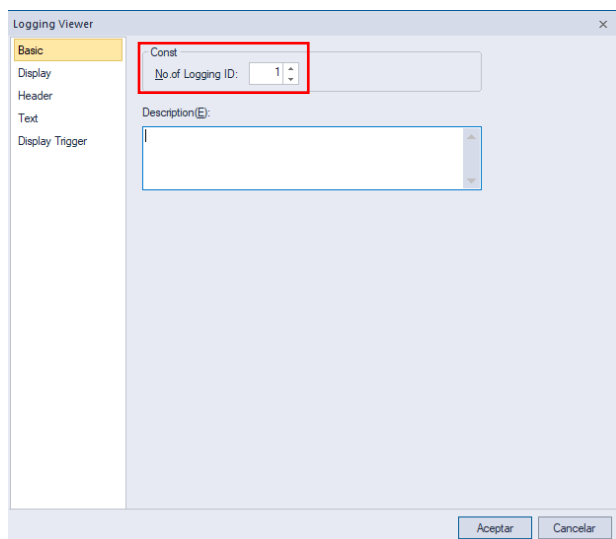 Logging Viewer
Basic
Display
Header
Text
Display Trigger
Const
No.of Logging ID:
1
Description(E):
Aceptar
Cancelar